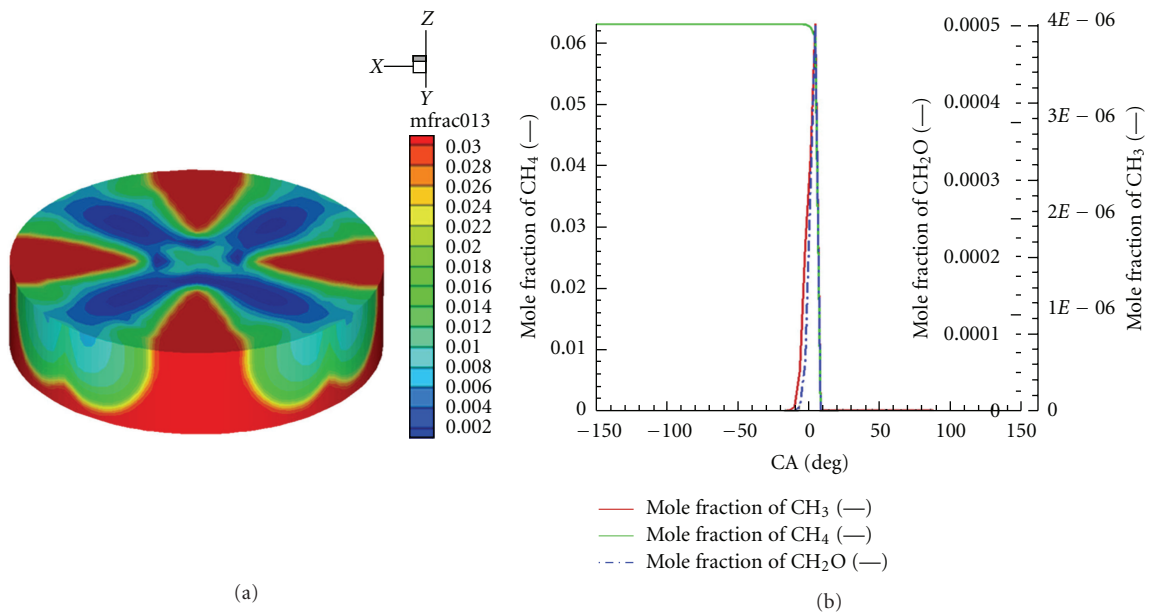 Z
X
Y
mfrac013
0.03
0.028
0.026
0.024
0.022
0.02
0.018
0.016
0.014
0.012
0.01
0.008
0.006
0.004
0.002
(a)
Mole fraction of CH₄ (—)
0.06
0.05
0.04
0.03
0.02
0.01
0
−150
−100
−50
0
50
100
150
CA (deg)
Mole fraction of CH₂O (—)
0.0005
0.0004
0.0003
0.0002
0.0001
0
4E − 06
3E − 06
2E − 06
1E − 06
0
Mole fraction of CH₃ (—)
Mole fraction of CH₃ (—)
Mole fraction of CH₄ (—)
Mole fraction of CH₂O (—)
(b)